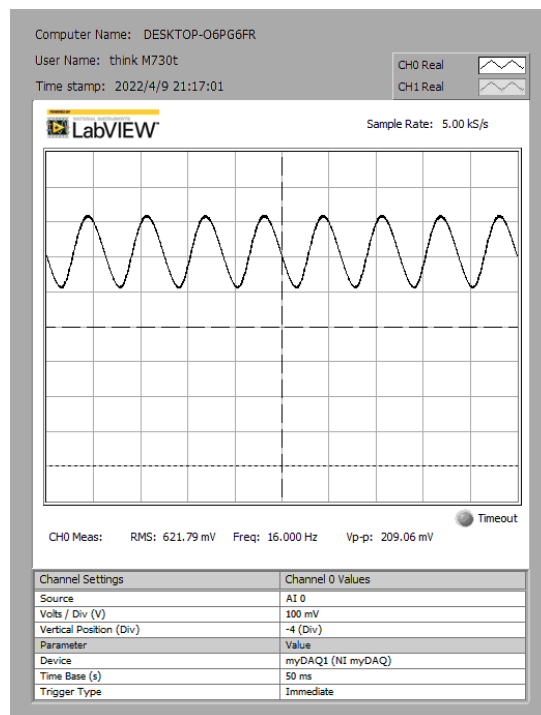 Computer Name: DESKTOP-O6PG6FR
User Name: think M730t
Time stamp: 2022/4/9 21:17:01
CH0 Real
CH1 Real
LabVIEW
Sample Rate: 5.00 kS/s
Timeout
CH0 Meas: RMS: 621.79 mV Freq: 16.000 Hz Vp-p: 209.06 mV
Channel Settings Channel 0 Values
Source AI 0
Volts / Div (V) 100 mV
Vertical Position (Div) -4 (Div)
Parameter Value
Device myDAQ1 (NI myDAQ)
Time Base (s) 50 ms
Trigger Type Immediate